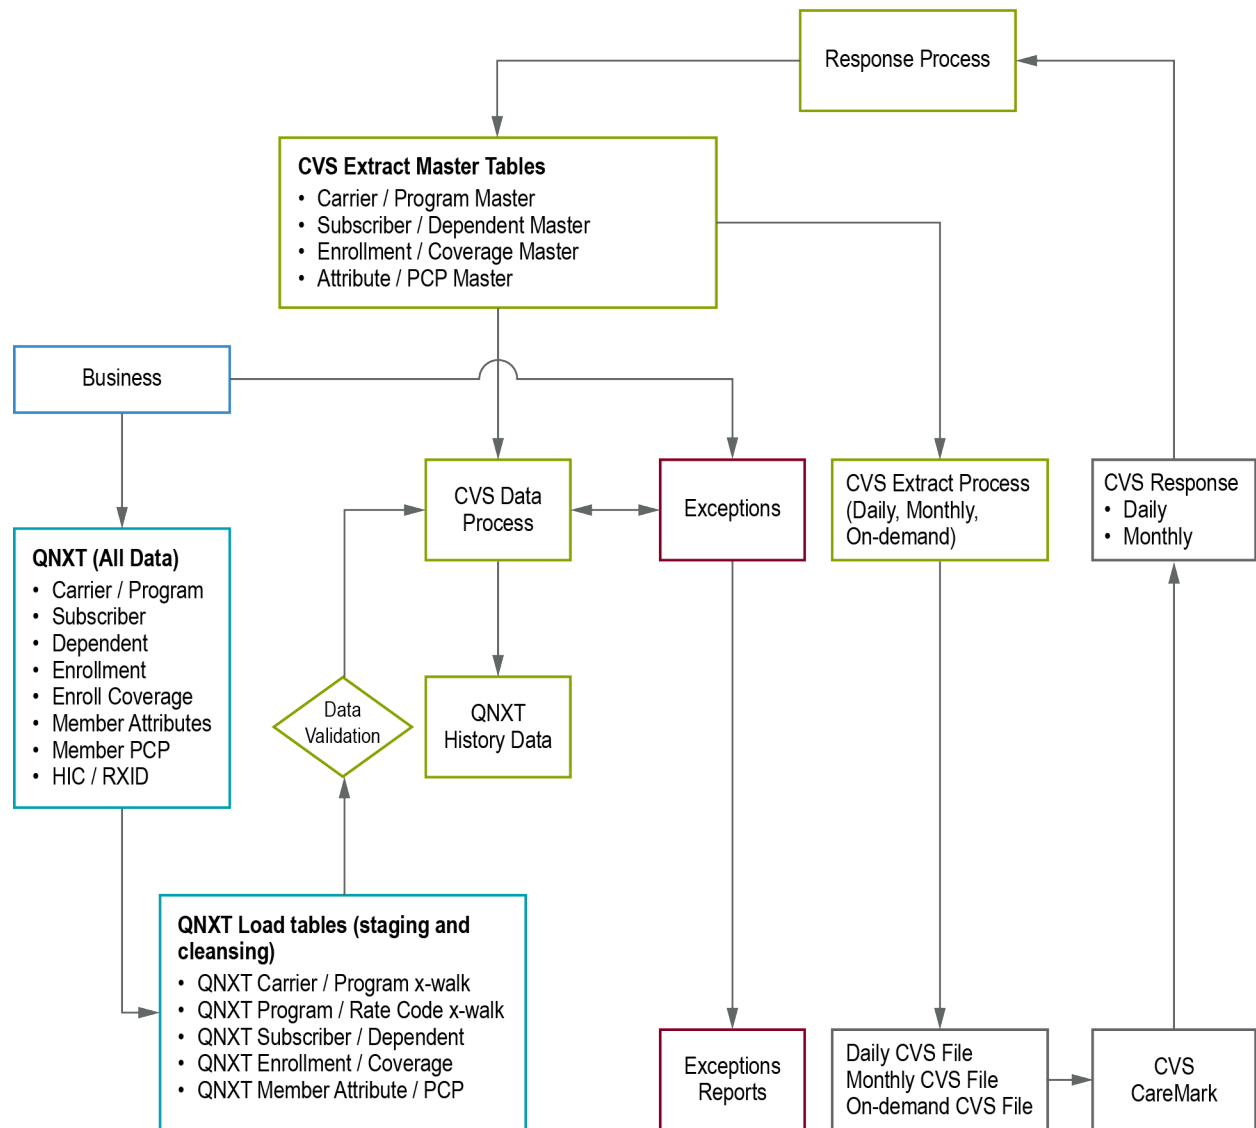 Response Process
CVS Extract Master Tables
• Carrier / Program Master
• Subscriber / Dependent Master
• Enrollment / Coverage Master
• Attribute / PCP Master
Business
CVS Data
Process
Exceptions
CVS Extract Process
(Daily, Monthly,
On-demand)
CVS Response
• Daily
• Monthly
QNXT (All Data)
• Carrier / Program
• Subscriber
• Dependent
• Enrollment
• Enroll Coverage
• Member Attributes
• Member PCP
• HIC / RXID
Data
Validation
QNXT
History Data
QNXT Load tables (staging and
cleansing)
• QNXT Carrier / Program x-walk
• QNXT Program / Rate Code x-walk
• QNXT Subscriber / Dependent
• QNXT Enrollment / Coverage
• QNXT Member Attribute / PCP
Exceptions
Reports
Daily CVS File
Monthly CVS File
On-demand CVS File
CVS
CareMark